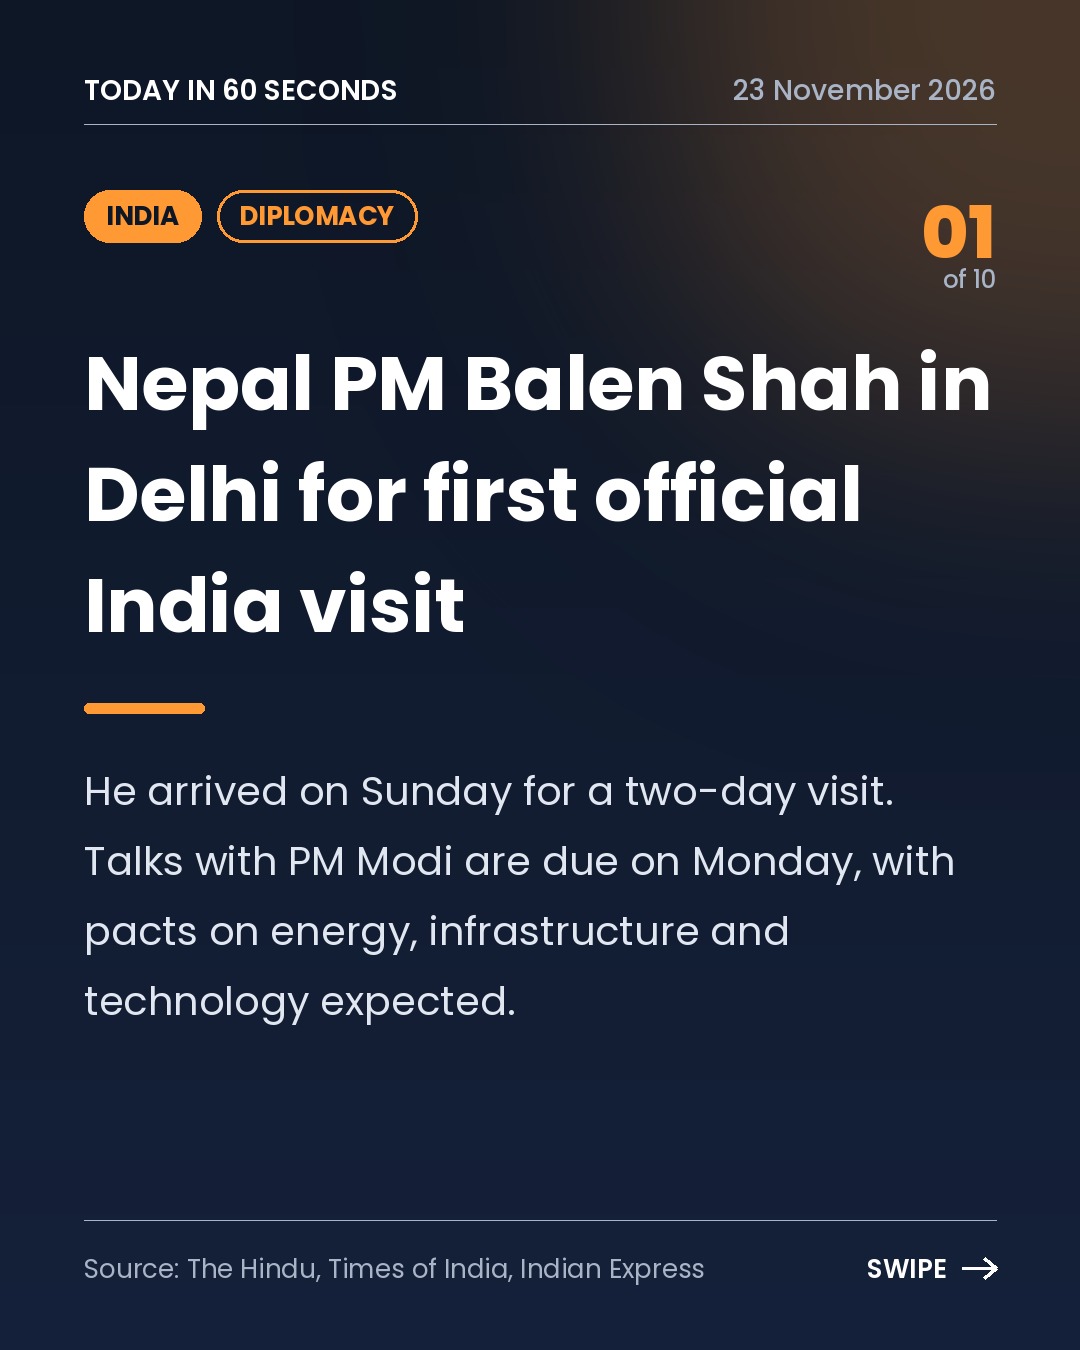 TODAY IN 60 SECONDS
23 November 2026
INDIA
DIPLOMACY
01
of 10
Nepal PM Balen Shah in
Delhi for first official
India visit
He arrived on Sunday for a two-day visit.
Talks with PM Modi are due on Monday, with
pacts on energy, infrastructure and
technology expected.
Source: The Hindu, Times of India, Indian Express
SWIPE